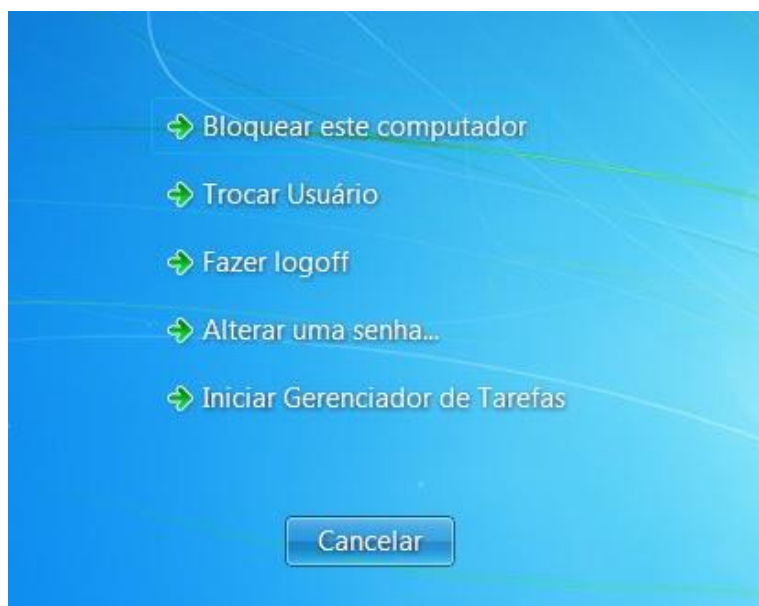 Bloquear este computador
Trocar Usuário
Fazer logoff
Alterar uma senha...
Iniciar Gerenciador de Tarefas
Cancelar